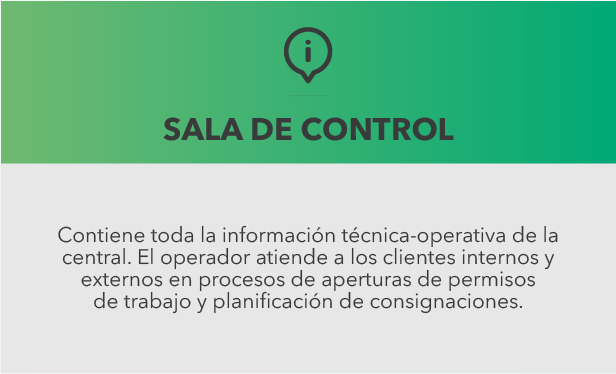 SALA DE CONTROL
Contiene toda la información técnica-operativa de la
central. El operador atiende a los clientes internos y
externos en procesos de aperturas de permisos
de trabajo y planificación de consignaciones.